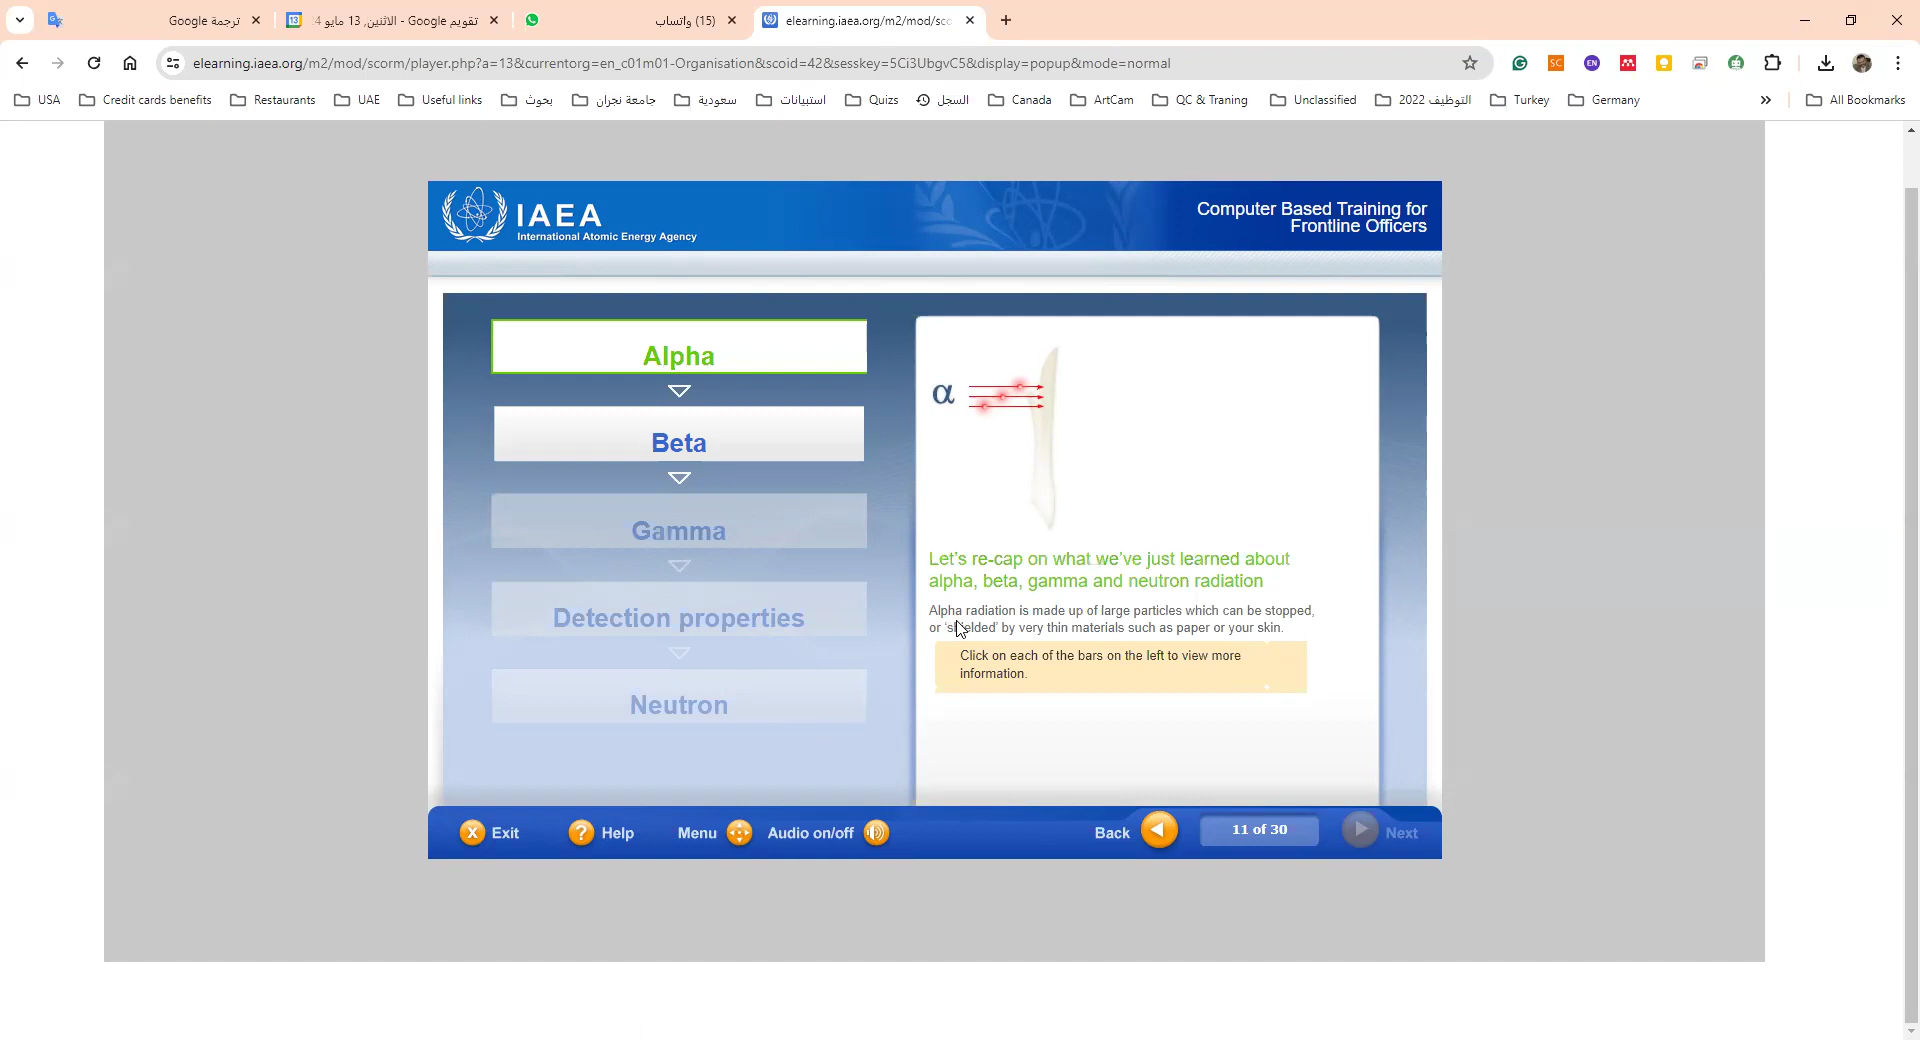 ترجمة Google
تقويم Google - الاثنين, 13 مايو 24
(15) واتساب
elearning.iaea.org/m2/mod/sco
elearning.iaea.org/m2/mod/scorm/player.php?a=13&currentorg=en_c01m01-Organisation&scoid=42&sesskey=5Ci3UbgvC5&display=popup&mode=normal
USA
Credit cards benefits
Restaurants
UAE
Useful links
بحوث
جامعة نجران
سعودية
استبيانات
Quizs
السجل
Canada
ArtCam
QC & Traning
Unclassified
التوظيف 2022
Turkey
Germany
All Bookmarks
IAEA
International Atomic Energy Agency
Computer Based Training for
Frontline Officers
Alpha
Beta
Gamma
Detection properties
Neutron
α
Let's re-cap on what we've just learned about
alpha, beta, gamma and neutron radiation
Alpha radiation is made up of large particles which can be stopped,
or 'shielded' by very thin materials such as paper or your skin.
Click on each of the bars on the left to view more
information.
Exit
Help
Menu
Audio on/off
Back
11 of 30
Next